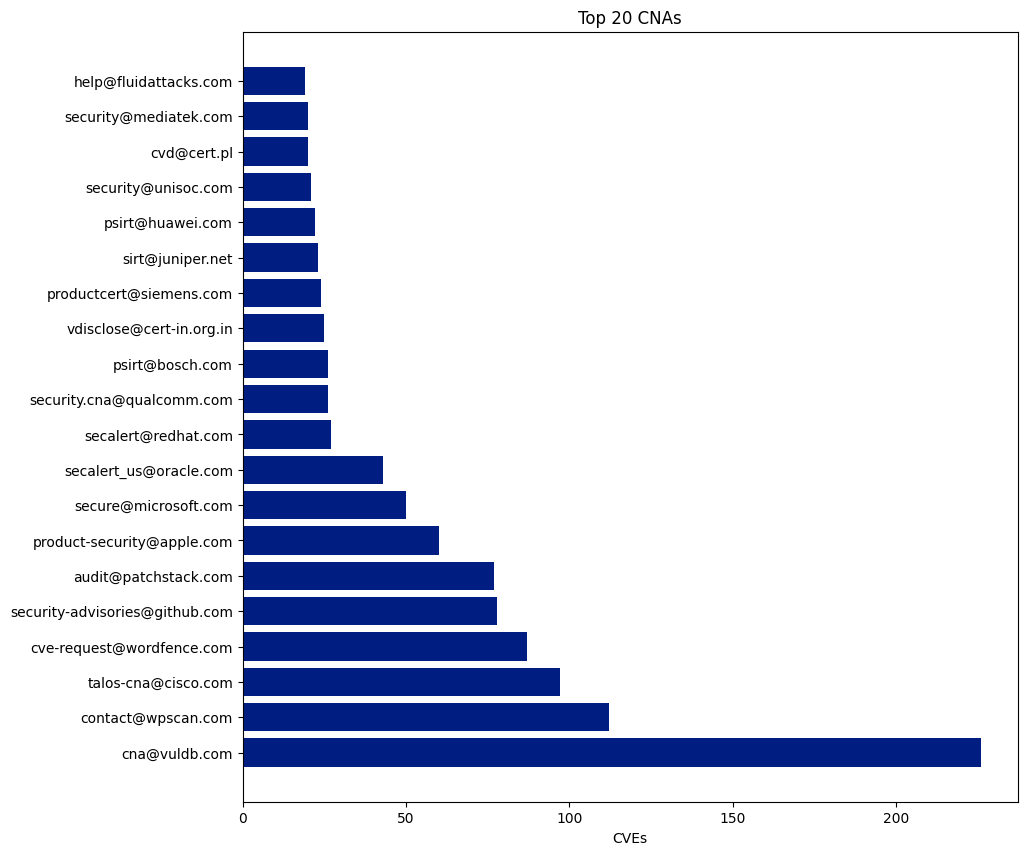 Top 20 CNAs
help@fluidattacks.com
security@mediatek.com
cvd@cert.pl
security@unisoc.com
psirt@huawei.com
sirt@juniper.net
productcert@siemens.com
vdisclose@cert-in.org.in
psirt@bosch.com
security.cna@qualcomm.com
secalert@redhat.com
secalert_us@oracle.com
secure@microsoft.com
product-security@apple.com
audit@patchstack.com
security-advisories@github.com
cve-request@wordfence.com
talos-cna@cisco.com
contact@wpscan.com
cna@vuldb.com
0 50 100 150 200
CVEs